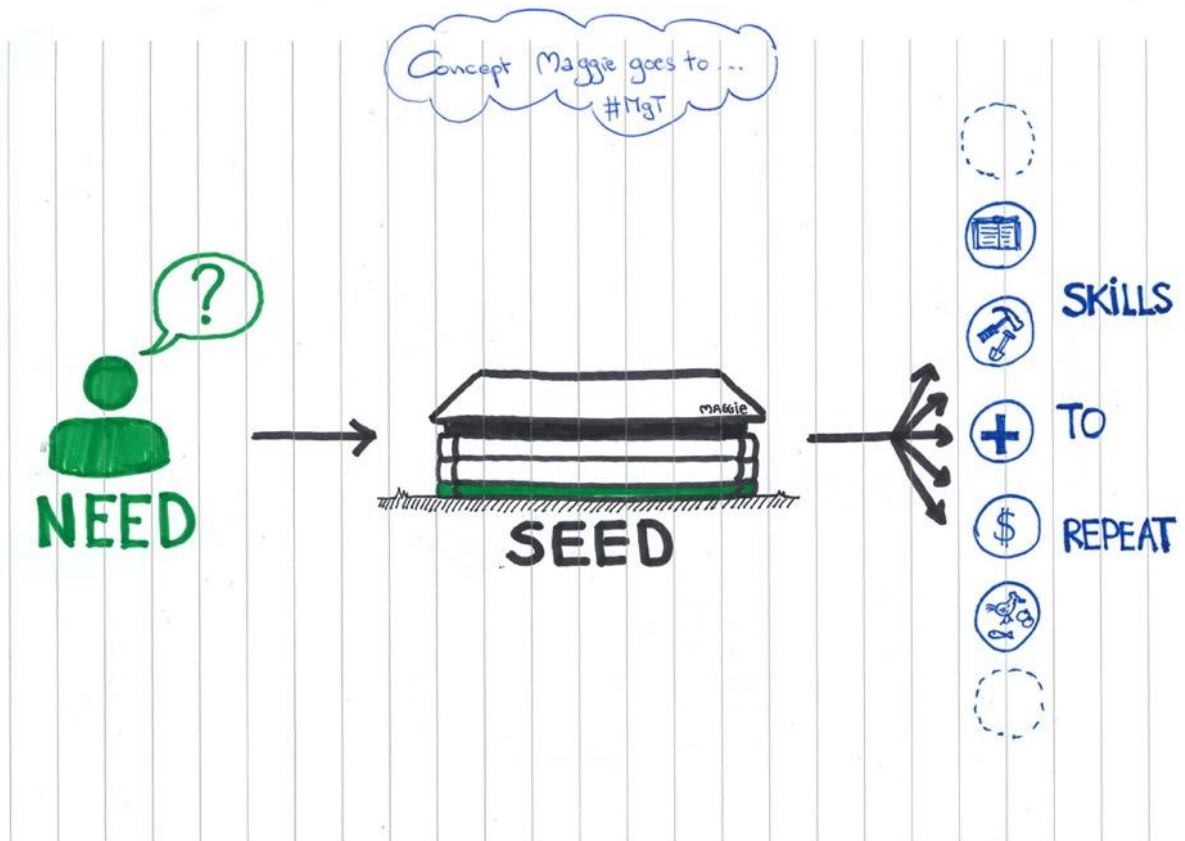 Concept Maggie goes to ...
#MgT
?
NEED
MAGGie
SEED
$
SKiLLS
TO
REPEAT